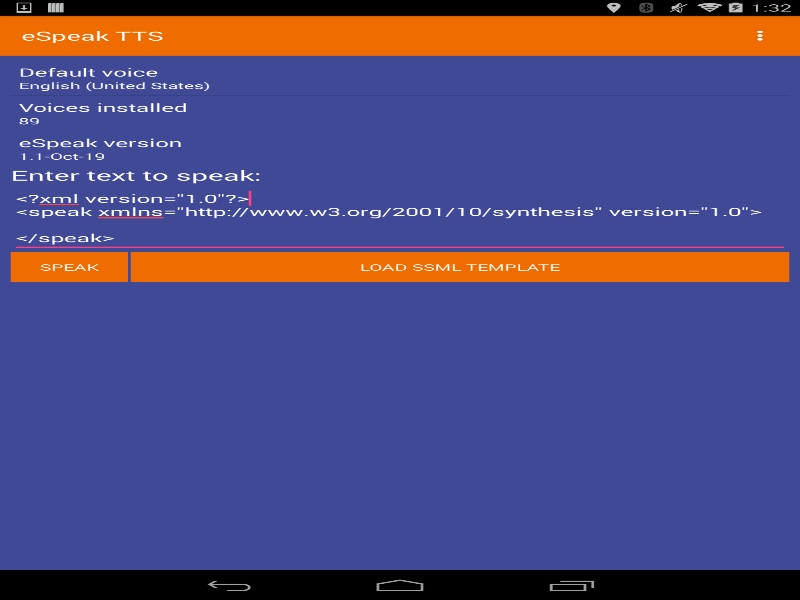 1:32
eSpeak TTS
Default voice
English (United States)
Voices installed
89
eSpeak version
1.1-Oct-19
Enter text to speak:
<?xml version="1.0"?>
<speak xmlns="http://www.w3.org/2001/10/synthesis" version="1.0">
</speak>
SPEAK LOAD SSML TEMPLATE